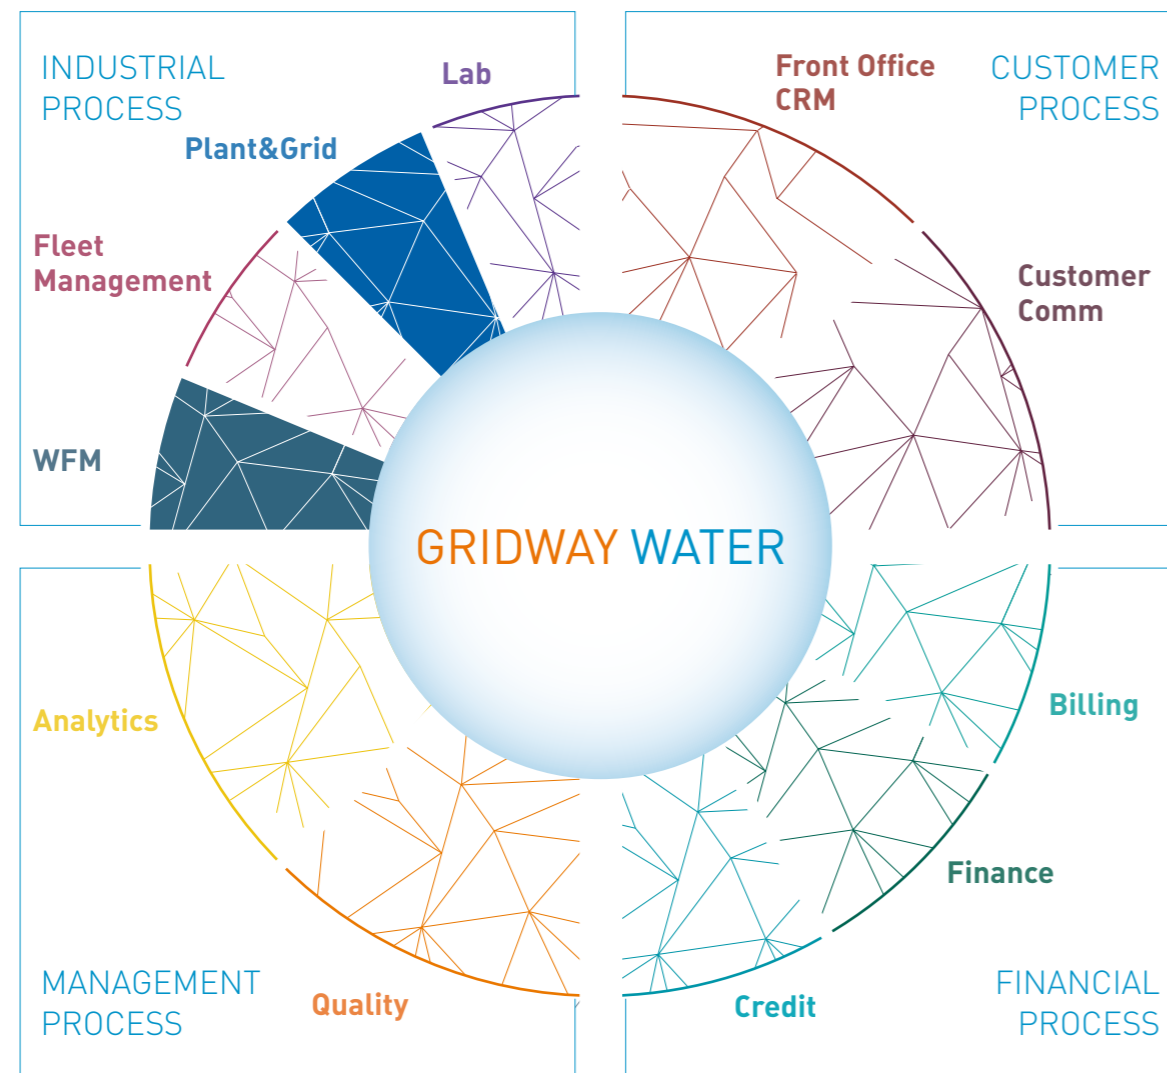 INDUSTRIAL
PROCESS
Lab
Plant&Grid
Fleet
Management
WFM
Front Office
CRM
CUSTOMER
PROCESS
Customer
Comm
GRIDWAY WATER
Analytics
Quality
MANAGEMENT
PROCESS
Billing
Finance
Credit
FINANCIAL
PROCESS